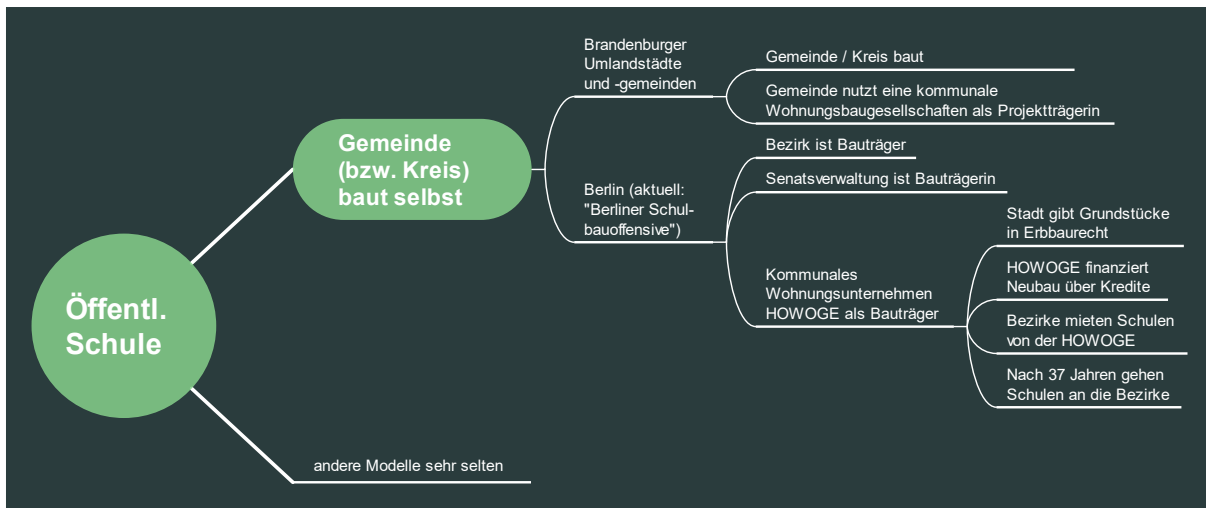 Öffentl.
Schule
Gemeinde
(bzw. Kreis)
baut selbst
Brandenburger
Umlandstädte
und -gemeinden
Gemeinde / Kreis baut
Gemeinde nutzt eine kommunale
Wohnungsbaugesellschaften als Projektträgerin
Berlin (aktuell:
"Berliner Schul-
bauoffensive")
Bezirk ist Bauträger
Senatsverwaltung ist Bauträgerin
Kommunales
Wohnungsunternehmen
HOWOGE als Bauträger
Stadt gibt Grundstücke
in Erbbaurecht
HOWOGE finanziert
Neubau über Kredite
Bezirke mieten Schulen
von der HOWOGE
Nach 37 Jahren gehen
Schulen an die Bezirke
andere Modelle sehr selten